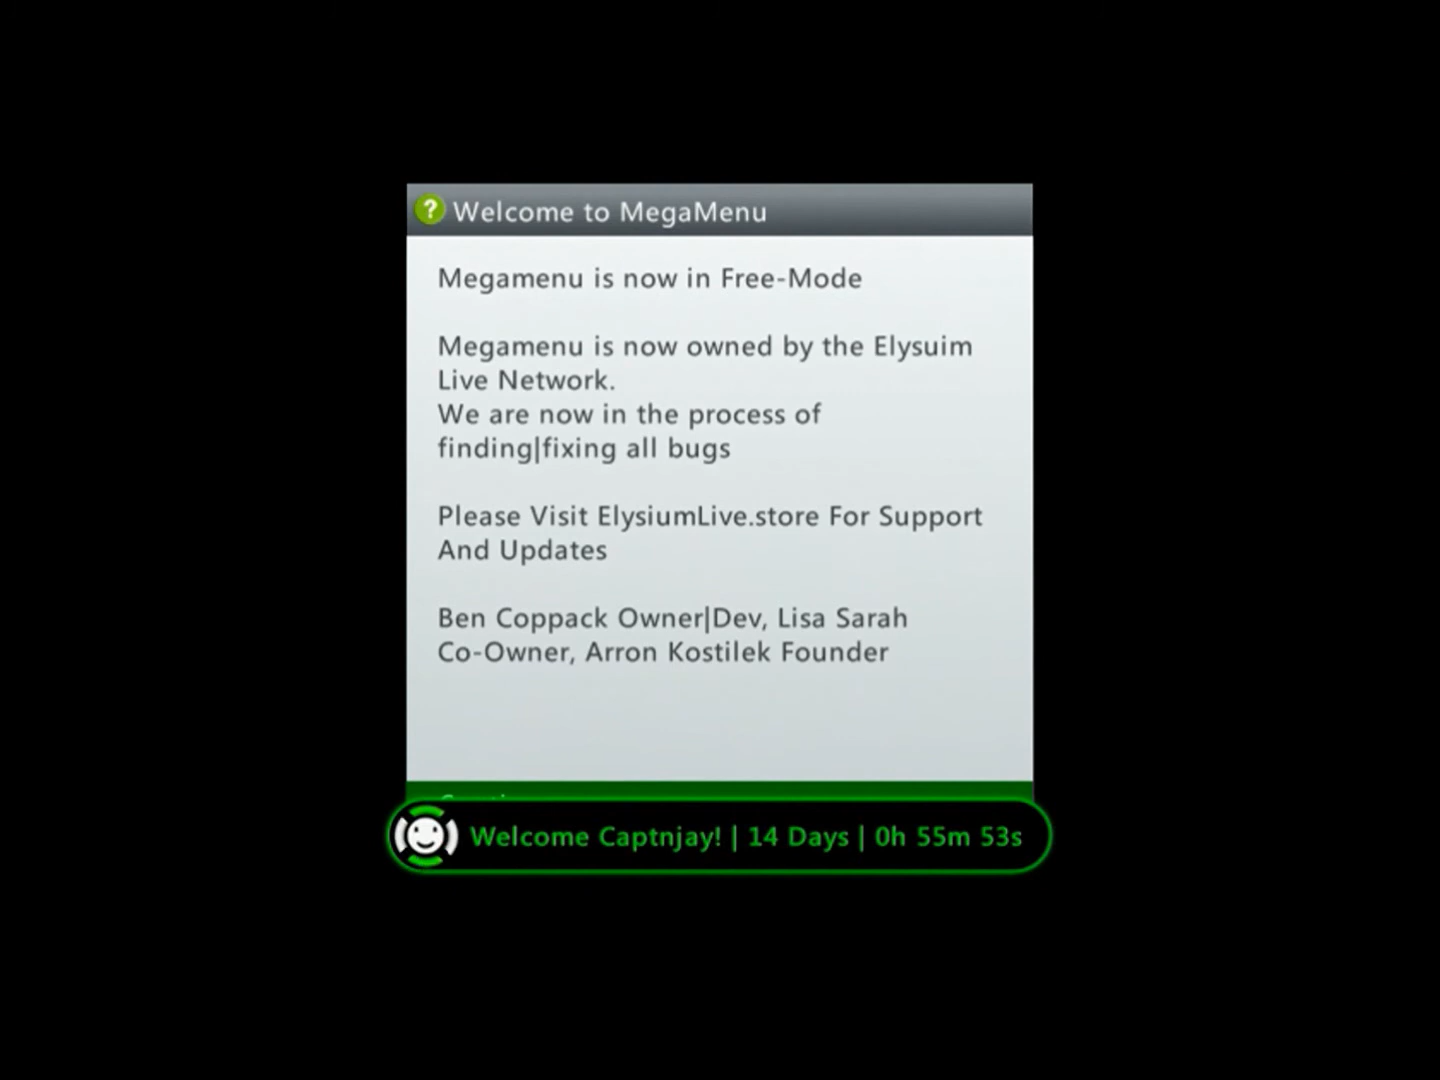 Welcome to MegaMenu
Megamenu is now in Free-Mode
Megamenu is now owned by the Elysuim
Live Network.
We are now in the process of
finding|fixing all bugs
Please Visit ElysiumLive.store For Support
And Updates
Ben Coppack Owner|Dev, Lisa Sarah
Co-Owner, Arron Kostilek Founder
Welcome Captnjay! | 14 Days | 0h 55m 53s